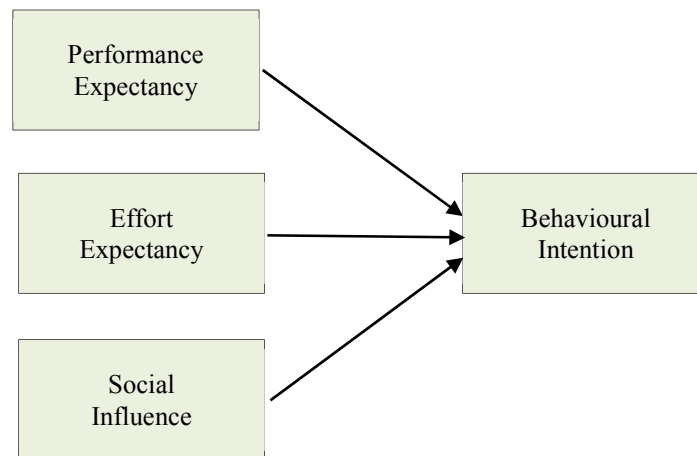 Performance
Expectancy
Effort
Expectancy
Behavioural
Intention
Social
Influence